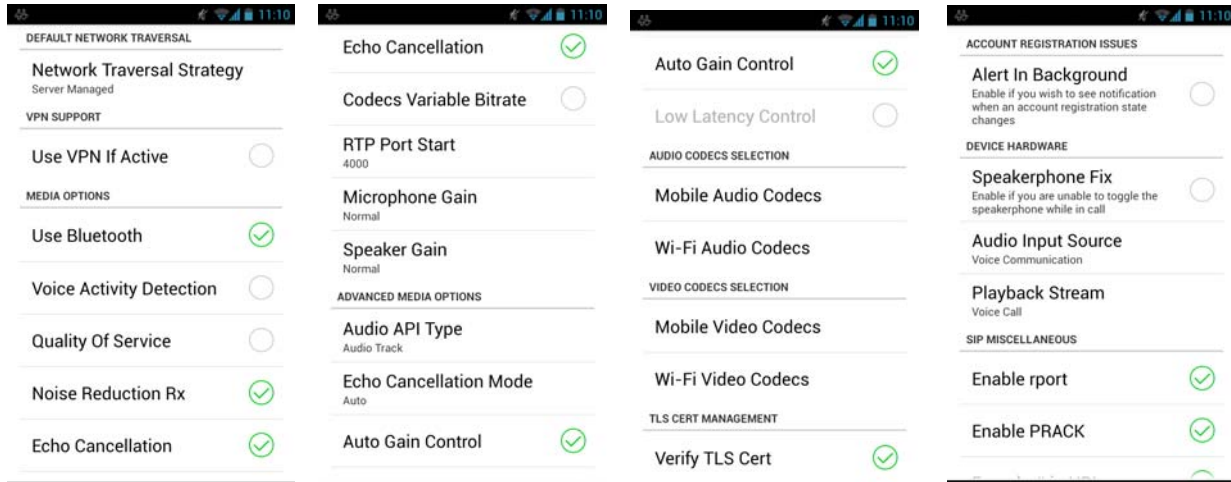 11:10
DEFAULT NETWORK TRAVERSAL
Network Traversal Strategy
Server Managed
VPN SUPPORT
Use VPN If Active
MEDIA OPTIONS
Use Bluetooth
Voice Activity Detection
Quality Of Service
Noise Reduction Rx
Echo Cancellation
11:10
Echo Cancellation
Codecs Variable Bitrate
RTP Port Start
4000
Microphone Gain
Normal
Speaker Gain
Normal
ADVANCED MEDIA OPTIONS
Audio API Type
Audio Track
Echo Cancellation Mode
Auto
Auto Gain Control
11:10
Auto Gain Control
Low Latency Control
AUDIO CODECS SELECTION
Mobile Audio Codecs
Wi-Fi Audio Codecs
VIDEO CODECS SELECTION
Mobile Video Codecs
Wi-Fi Video Codecs
TLS CERT MANAGEMENT
Verify TLS Cert
11:10
ACCOUNT REGISTRATION ISSUES
Alert In Background
Enable if you wish to see notification
when an account registration state
changes
DEVICE HARDWARE
Speakerphone Fix
Enable if you are unable to toggle the
speakerphone while in call
Audio Input Source
Voice Communication
Playback Stream
Voice Call
SIP MISCELLANEOUS
Enable rport
Enable PRACK